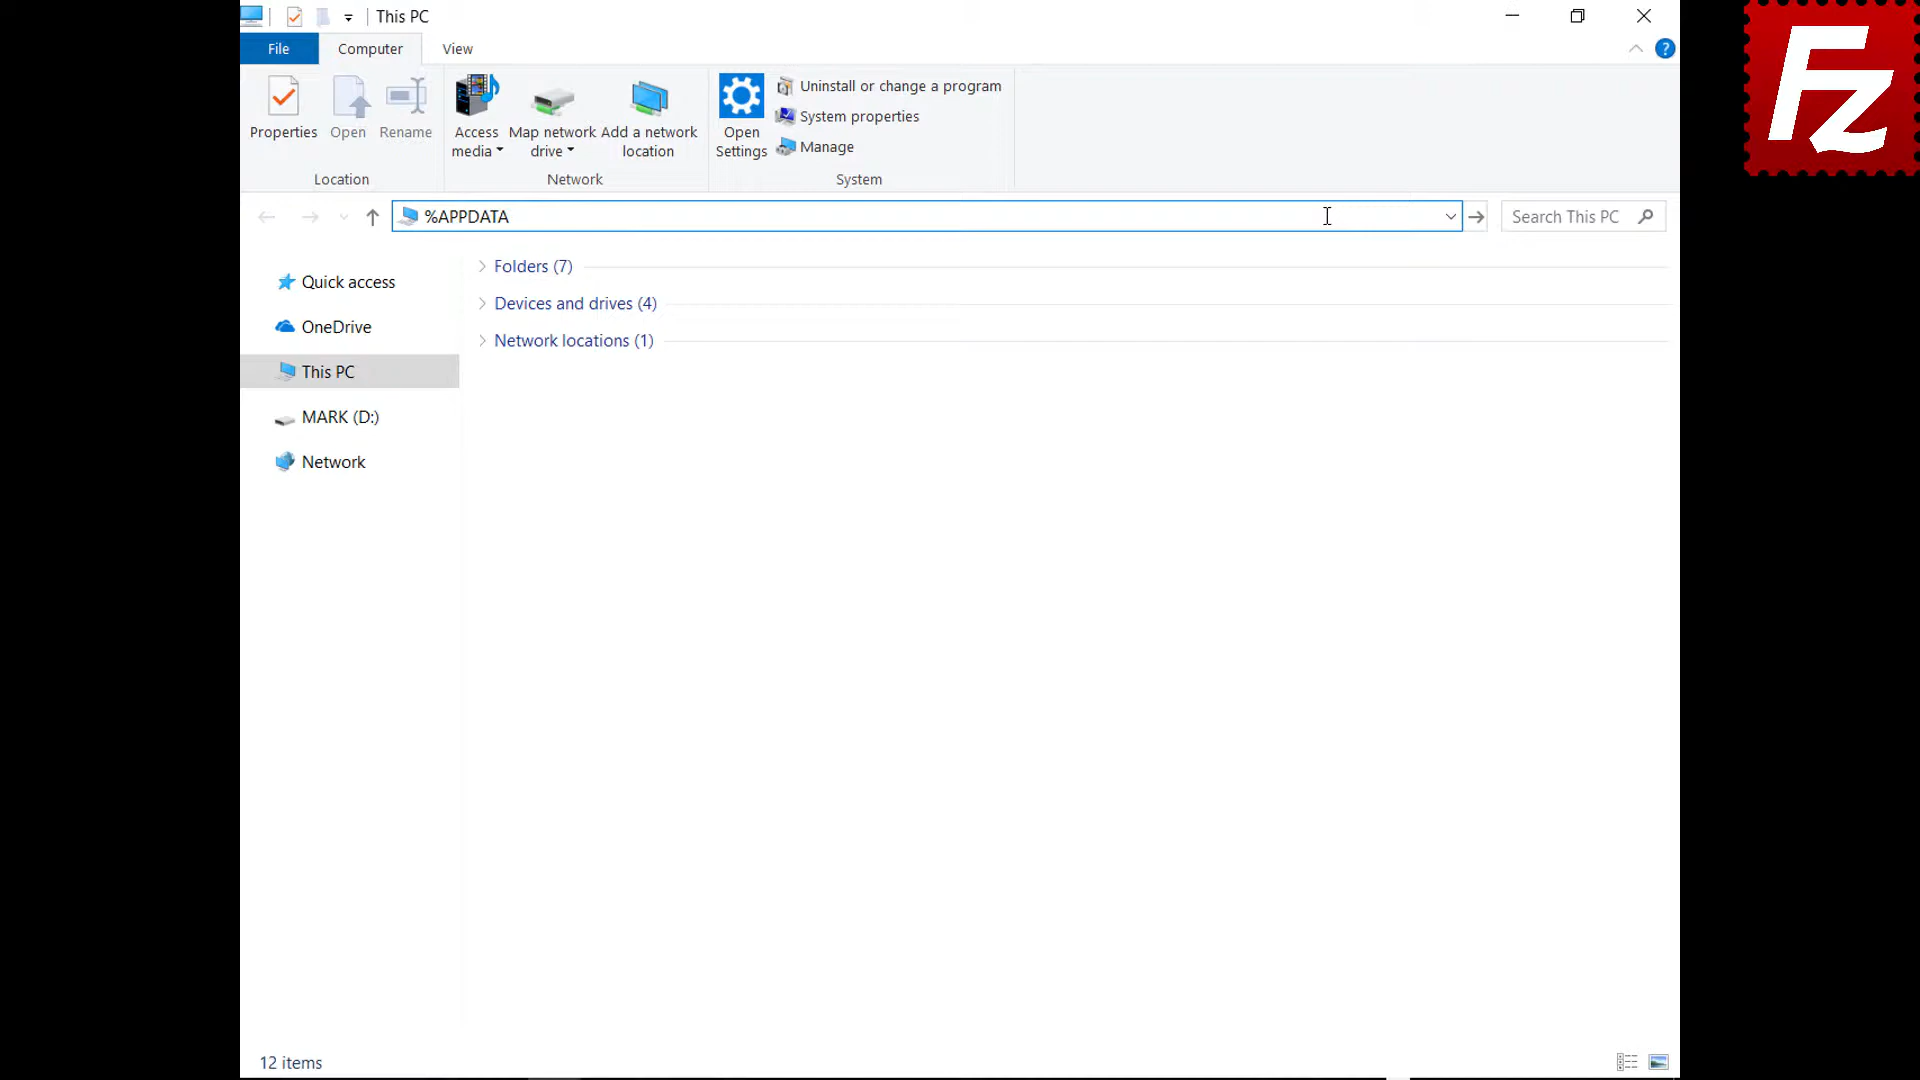 This PC
File
Computer
View
Properties
Open
Rename
Access media
Map network drive
Add a network location
Open Settings
Uninstall or change a program
System properties
Manage
Location
Network
System
%APPDATA
Search This PC
Quick access
OneDrive
This PC
MARK (D:)
Network
Folders (7)
Devices and drives (4)
Network locations (1)
12 items
?
FZ